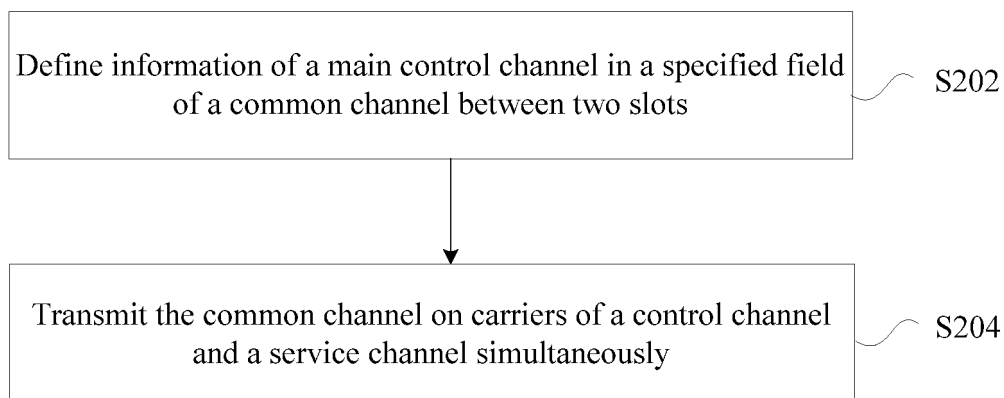 Define information of a main control channel in a specified field
of a common channel between two slots
S202
Transmit the common channel on carriers of a control channel
and a service channel simultaneously
S204